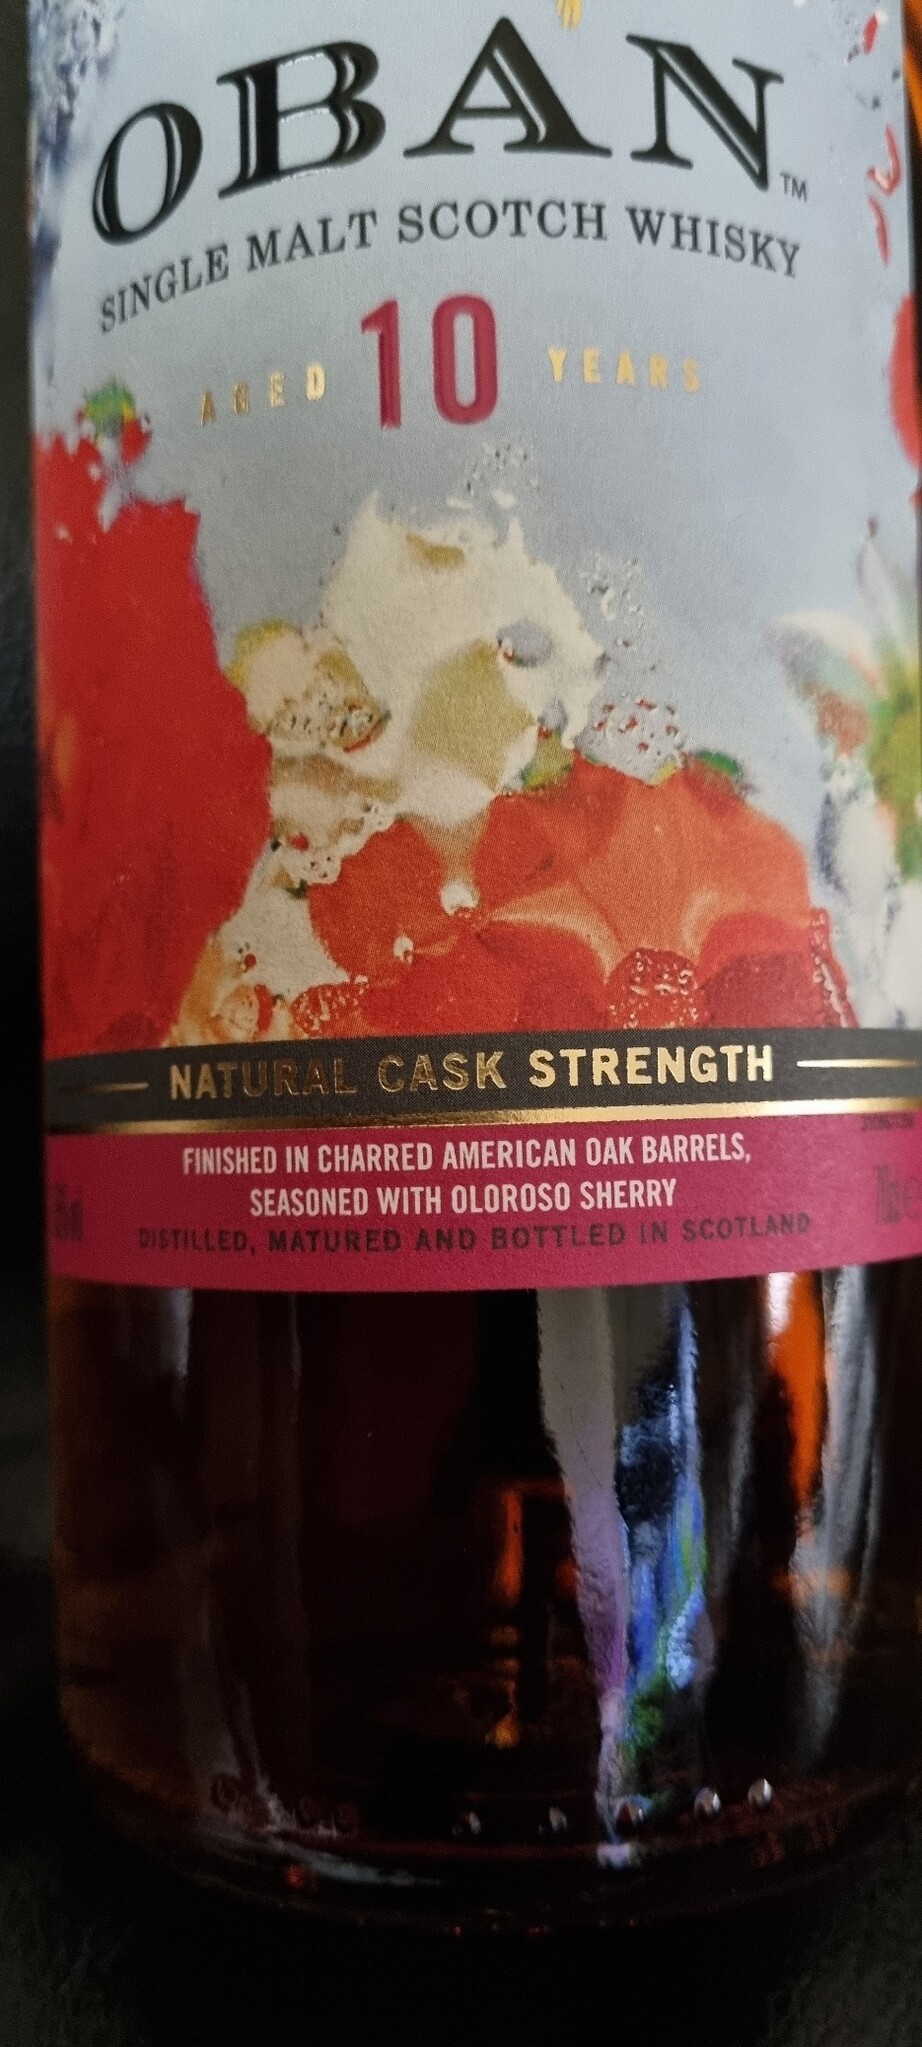 OBAN™
SINGLE MALT SCOTCH WHISKY
AGED 10 YEARS
NATURAL CASK STRENGTH
FINISHED IN CHARRED AMERICAN OAK BARRELS,
SEASONED WITH OLOROSO SHERRY
DISTILLED, MATURED AND BOTTLED IN SCOTLAND